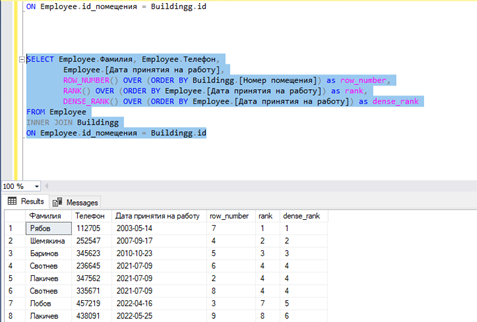 ON Employee.id_помещения = Buildingg.id
SELECT Employee.Фамилия, Employee.Телефон,
Employee.[Дата принятия на работу],
ROW_NUMBER() OVER (ORDER BY Buildingg.[Номер помещения]) as row_number,
RANK() OVER (ORDER BY Employee.[Дата принятия на работу]) as rank,
DENSE_RANK() OVER (ORDER BY Employee.[Дата принятия на работу]) as dense_rank
FROM Employee
INNER JOIN Buildingg
ON Employee.id_помещения = Buildingg.id
100 %
Results Messages
Фамилия Телефон Дата принятия на работу row_number rank dense_rank
1 Рябов 112705 2003-05-14 7 1 1
2 Шемякина 252547 2007-09-17 4 2 2
3 Баринов 345623 2010-10-23 5 3 3
4 Светнев 236645 2021-07-09 6 4 4
5 Лакичев 347562 2021-07-09 2 4 4
6 Светнев 335671 2021-07-09 8 4 4
7 Лобов 457219 2022-04-16 3 7 5
8 Лакичев 438091 2022-05-25 9 8 6